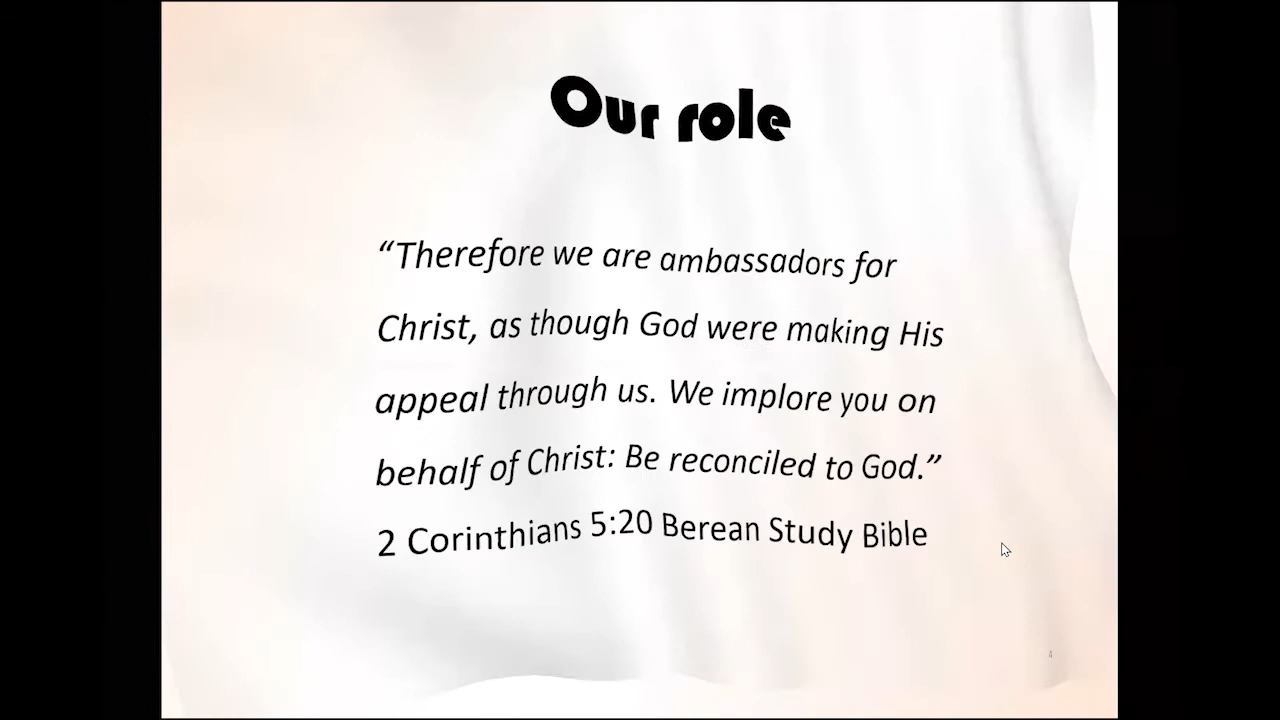 Our role
“Therefore we are ambassadors for
Christ, as though God were making His
appeal through us. We implore you on
behalf of Christ: Be reconciled to God.”
2 Corinthians 5:20 Berean Study Bible
4